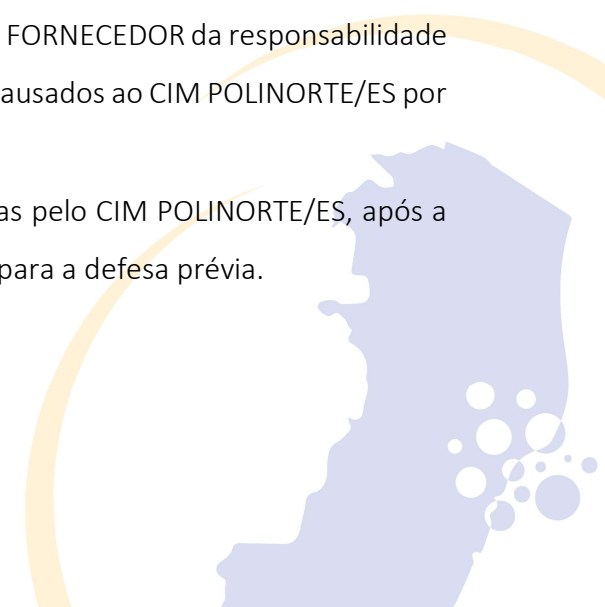 FORNECEDOR da responsabilidade
ausados ao CIM POLINORTE/ES por
as pelo CIM POLINORTE/ES, após a
para a defesa prévia.